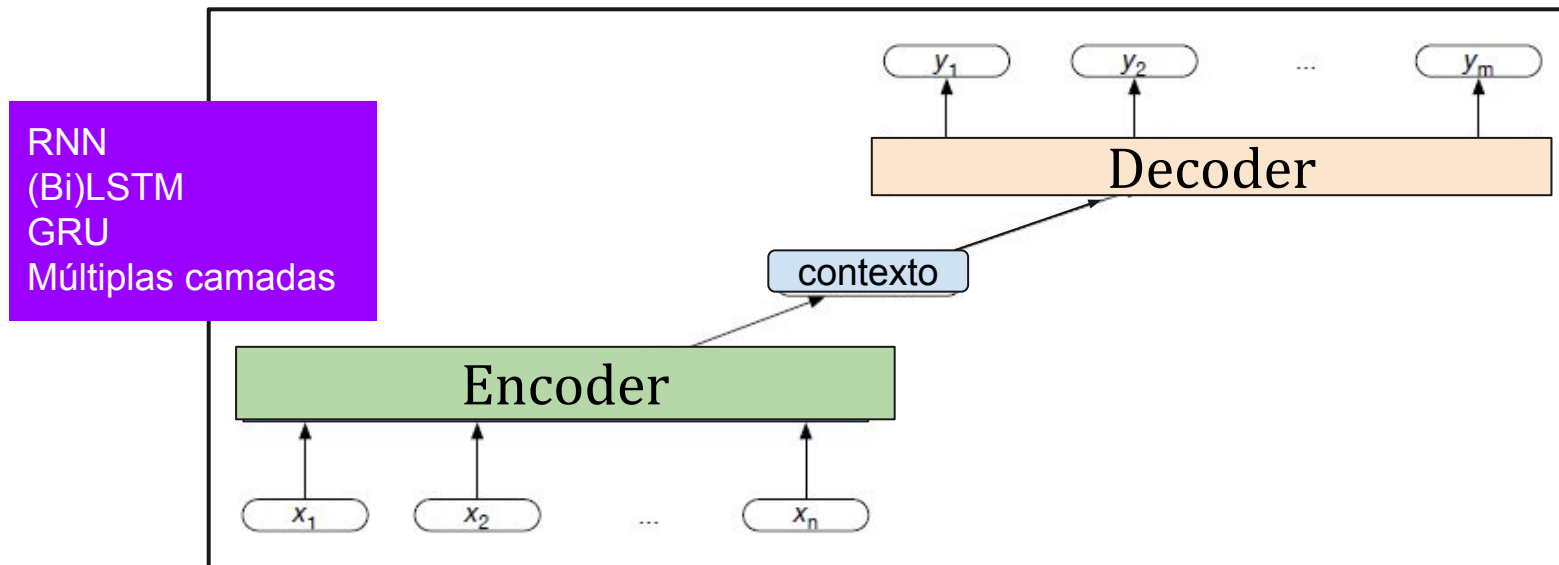 y1 y2 ... ym
RNN
(Bi)LSTM
GRU
Múltiplas camadas
Decoder
contexto
Encoder
x1 x2 ... xn